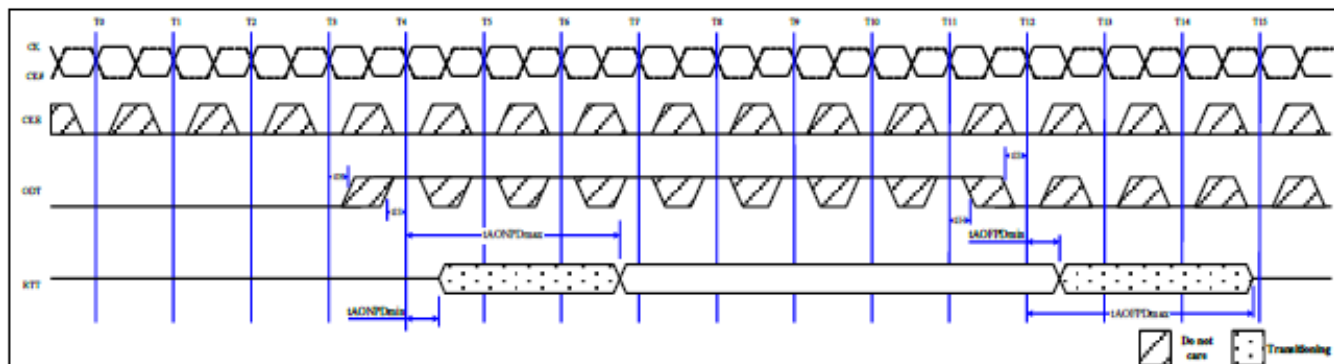 T0 T1 T2 T3 T4 T5 T6 T7 T8 T9 T10 T11 T12 T13 T14 T15
CK
CK#
CKE
ODT
tAONPDmax
tAOFPDmin
RTT
tAONPDmin
tAOFPDmax
Do not
care
Transitioning